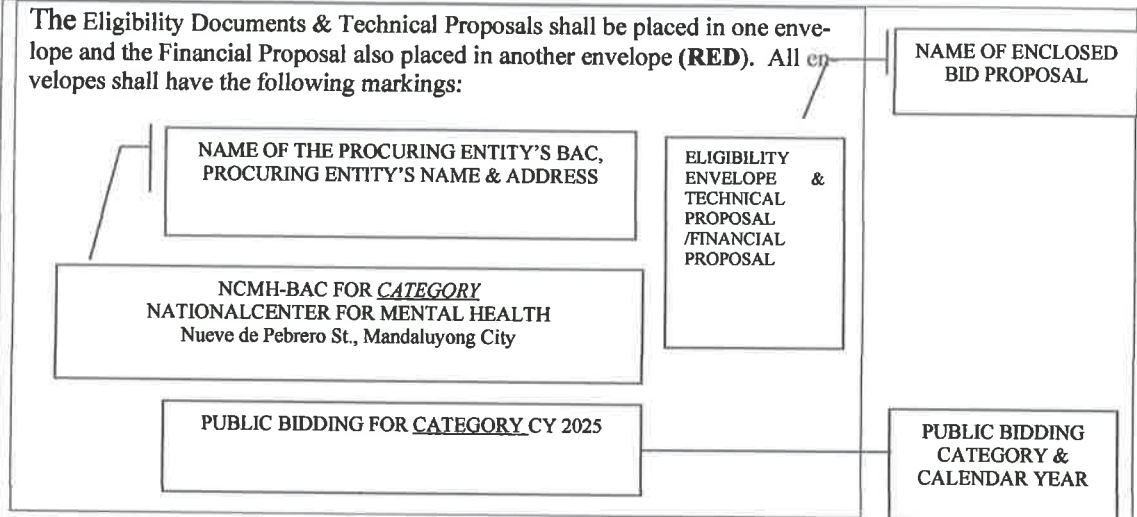 The Eligibility Documents & Technical Proposals shall be placed in one enve-
lope and the Financial Proposal also placed in another envelope (RED). All en-
velopes shall have the following markings:
NAME OF ENCLOSED
BID PROPOSAL
NAME OF THE PROCURING ENTITY'S BAC,
PROCURING ENTITY'S NAME & ADDRESS
ELIGIBILITY
ENVELOPE &
TECHNICAL
PROPOSAL
/FINANCIAL
PROPOSAL
NCMH-BAC FOR CATEGORY
NATIONALCENTER FOR MENTAL HEALTH
Nueve de Pebrero St., Mandaluyong City
PUBLIC BIDDING FOR CATEGORY CY 2025
PUBLIC BIDDING
CATEGORY &
CALENDAR YEAR